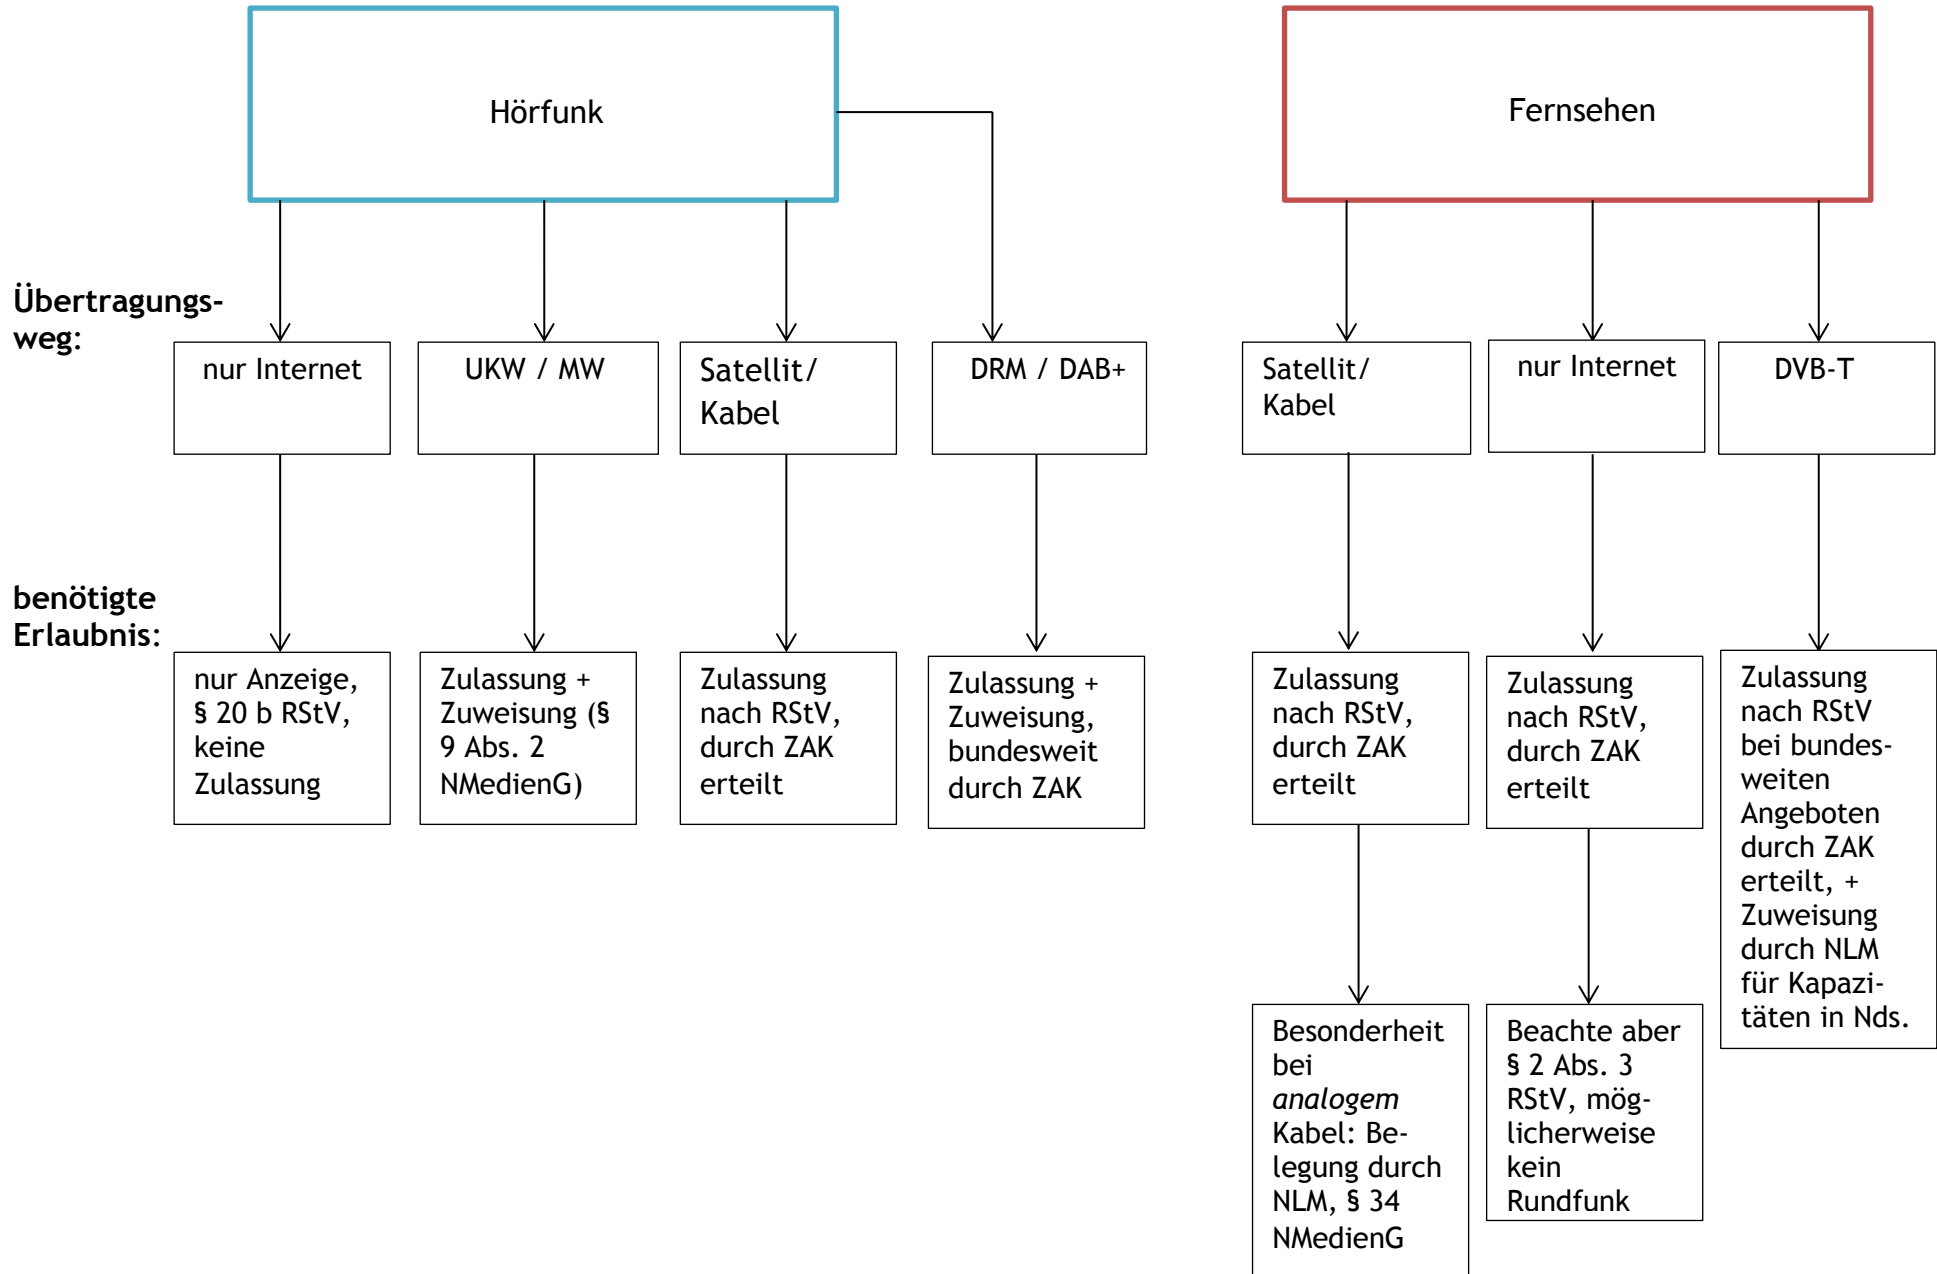 Hörfunk
Fernsehen
Übertragungs-
weg:
nur Internet
UKW / MW
Satellit/
Kabel
DRM / DAB+
Satellit/
Kabel
nur Internet
DVB-T
benötigte
Erlaubnis:
nur Anzeige,
§ 20 b RStV,
keine
Zulassung
Zulassung +
Zuweisung (§
9 Abs. 2
NMedienG)
Zulassung
nach RStV,
durch ZAK
erteilt
Zulassung +
Zuweisung,
bundesweit
durch ZAK
Zulassung
nach RStV,
durch ZAK
erteilt
Zulassung
nach RStV,
durch ZAK
erteilt
Zulassung
nach RStV
bei bundes-
weiten
Angeboten
durch ZAK
erteilt, +
Zuweisung
durch NLM
für Kapazi-
täten in Nds.
Besonderheit
bei
analogem
Kabel: Be-
legung durch
NLM, § 34
NMedienG
Beachte aber
§ 2 Abs. 3
RStV, mög-
licherweise
kein
Rundfunk